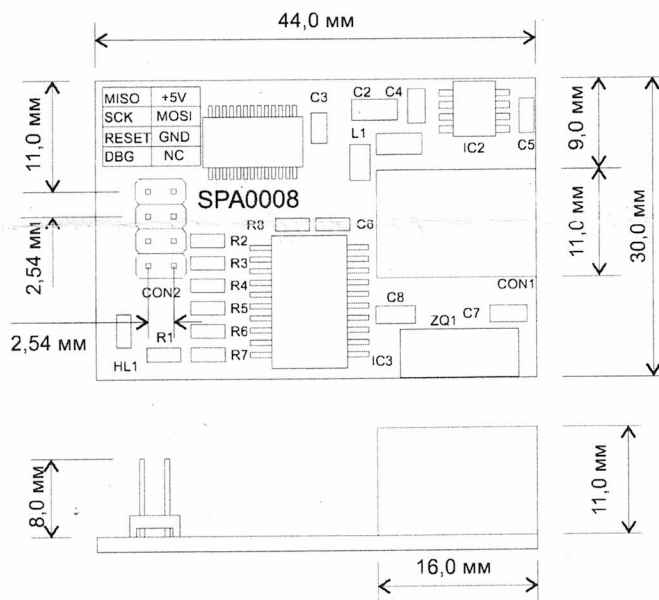 44,0 мм
MISO +5V
SCK MOSI
RESET GND
DBG NC
C3
C2
C4
L1
IC2
C5
11,0 мм
9,0 мм
SPA0008
R8
C6
11,0 мм
30,0 мм
2,54 мм
R2
R3
R4
R5
R6
R7
CON2
CON1
C8
ZQ1
C7
2,54 мм
R1
HL1
IC3
8,0 мм
11,0 мм
16,0 мм